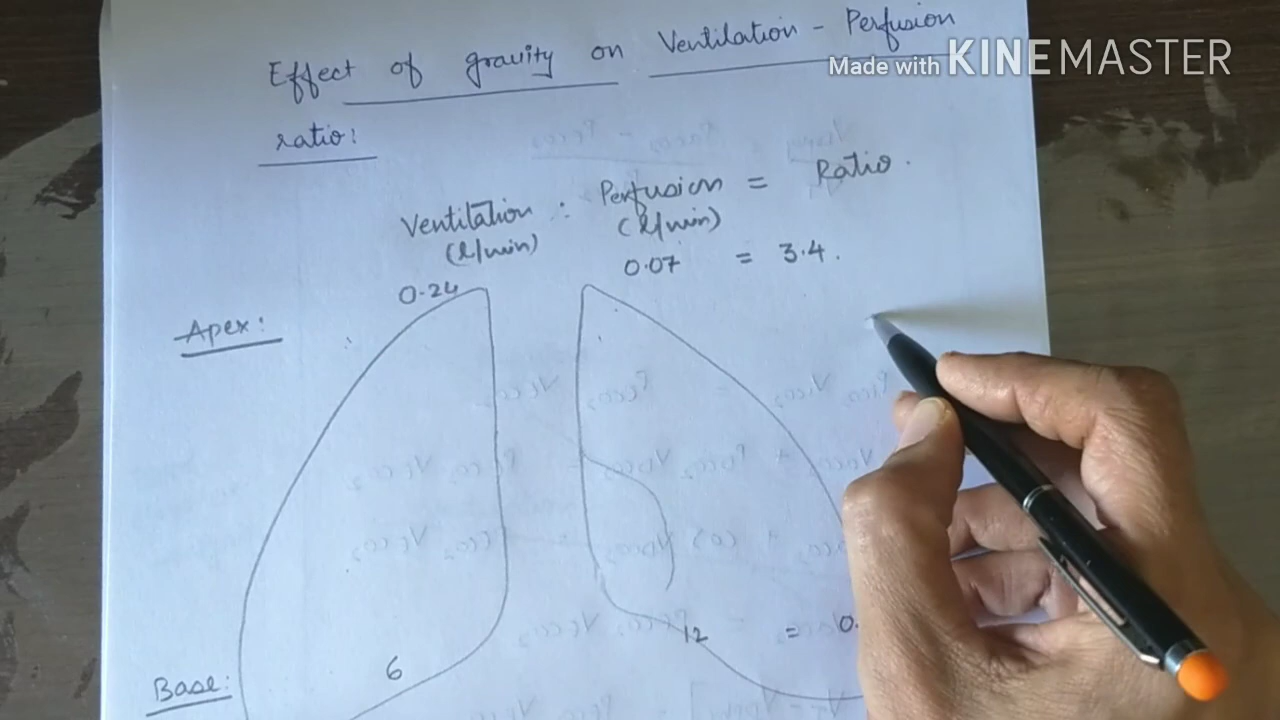 Effect of gravity on Ventilation - Perfusion
Made with KINEMASTER
ratio:
Ventilation : Perfusion = Ratio.
(l/min) (l/min)
0.24 0.07 = 3.4.
Apex:
12 = 0.
6
Base: